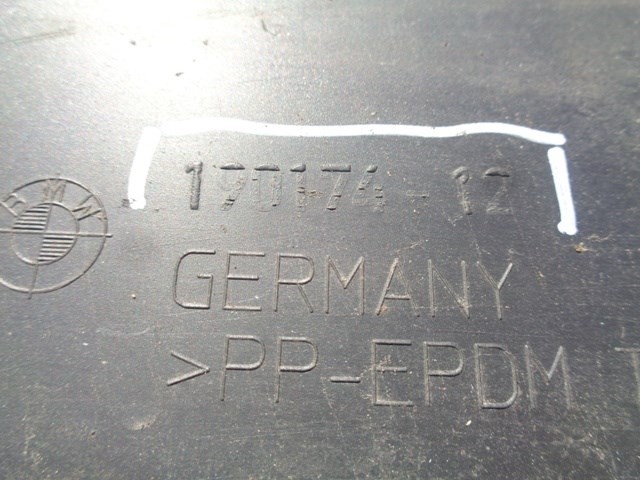 BMW
190174-12
GERMANY
>PP-EPDM T